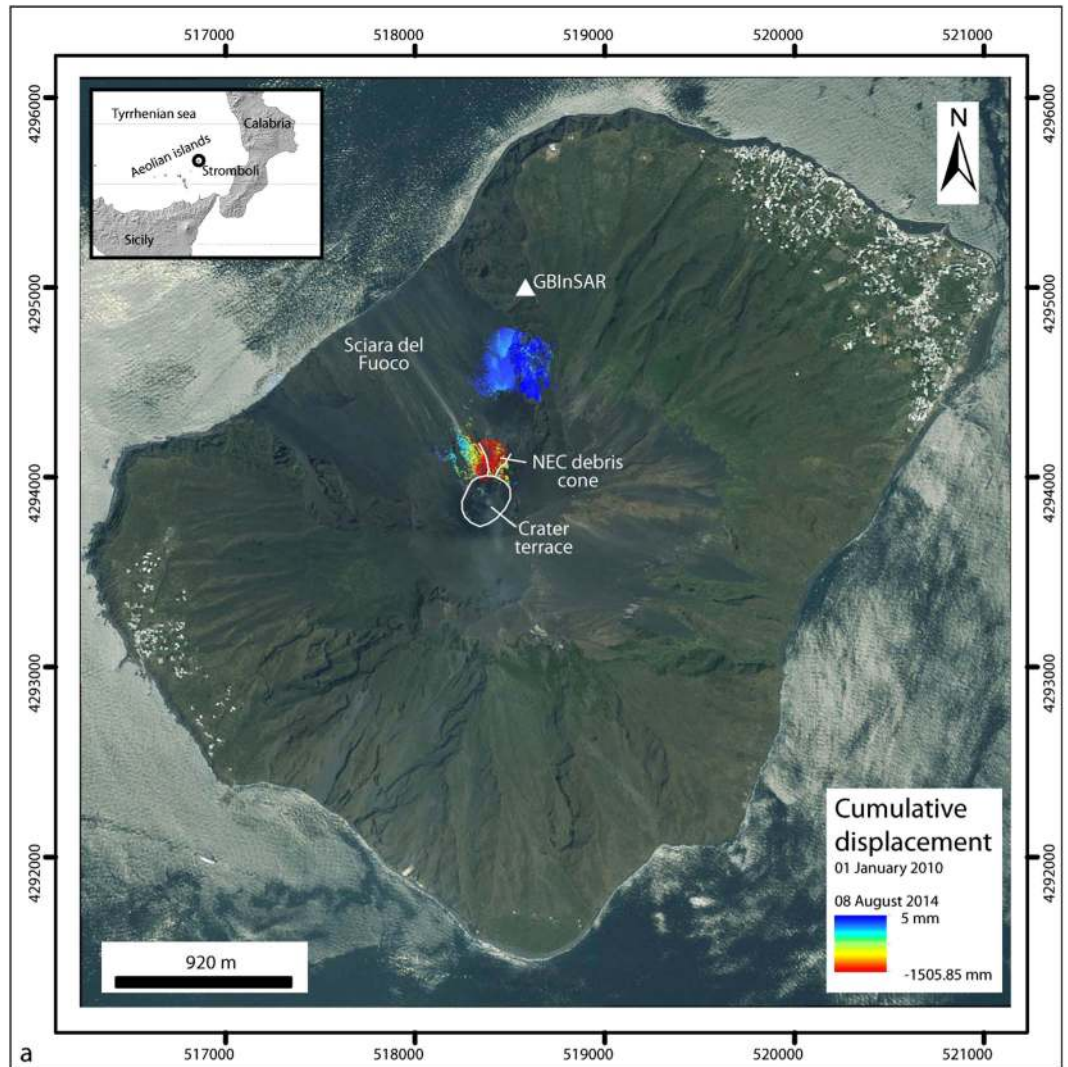 517000
518000
519000
520000
521000
4296000
4296000
Tyrrhenian sea
Calabria
Aeolian islands
Stromboli
Sicily
N
4295000
GBInSAR
4295000
Sciara del
Fuoco
NEC debris
cone
4294000
4294000
Crater
terrace
4293000
4293000
Cumulative
displacement
01 January 2010
08 August 2014
5 mm
-1505.85 mm
4292000
4292000
920 m
a
517000
518000
519000
520000
521000